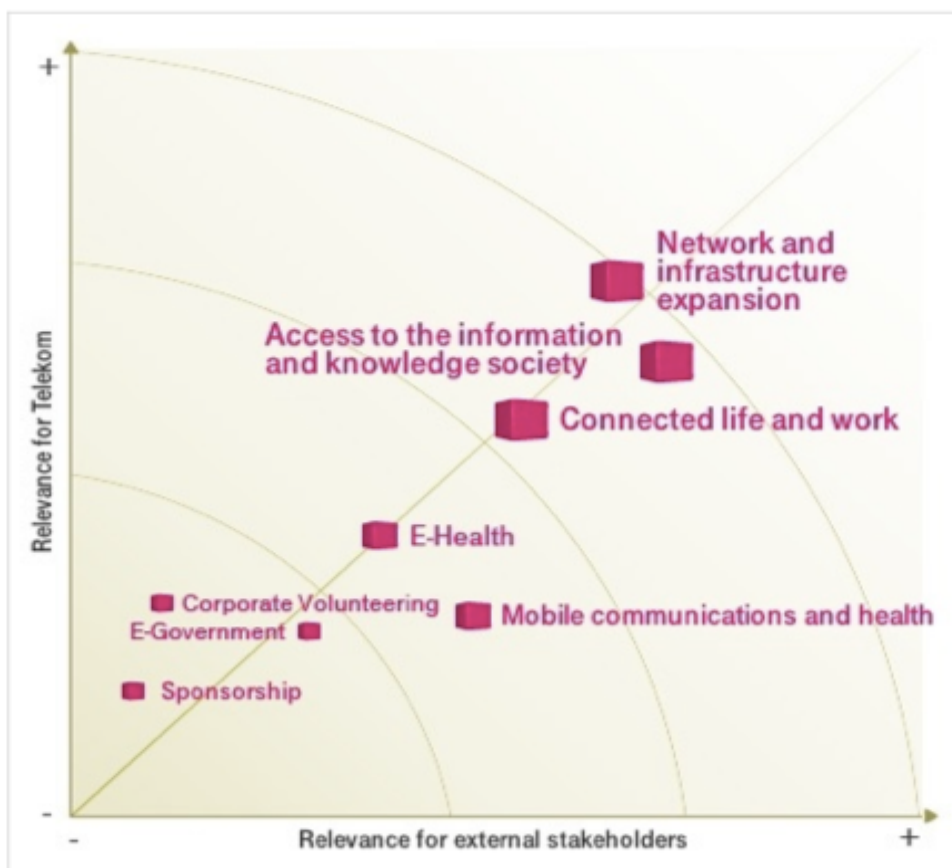 +
Network and
infrastructure
expansion
Access to the information
and knowledge society
Connected life and work
E-Health
Corporate Volunteering
Mobile communications and health
E-Government
Sponsorship
Relevance for Telekom
-
-
Relevance for external stakeholders
+